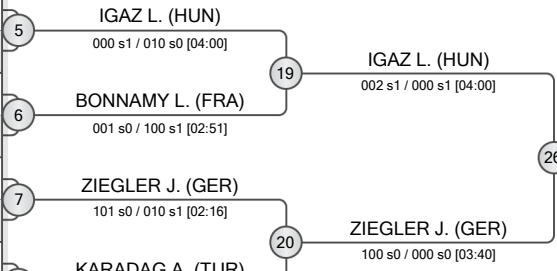 IGAZ L. (HUN)
5
000 s1 / 010 s0 [04:00]
19
IGAZ L. (HUN)
002 s1 / 000 s1 [04:00]
BONNAMY L. (FRA)
6
001 s0 / 100 s1 [02:51]
26
ZIEGLER J. (GER)
7
101 s0 / 010 s1 [02:16]
20
ZIEGLER J. (GER)
100 s0 / 000 s0 [03:40]
KARADAG A. (TUR)